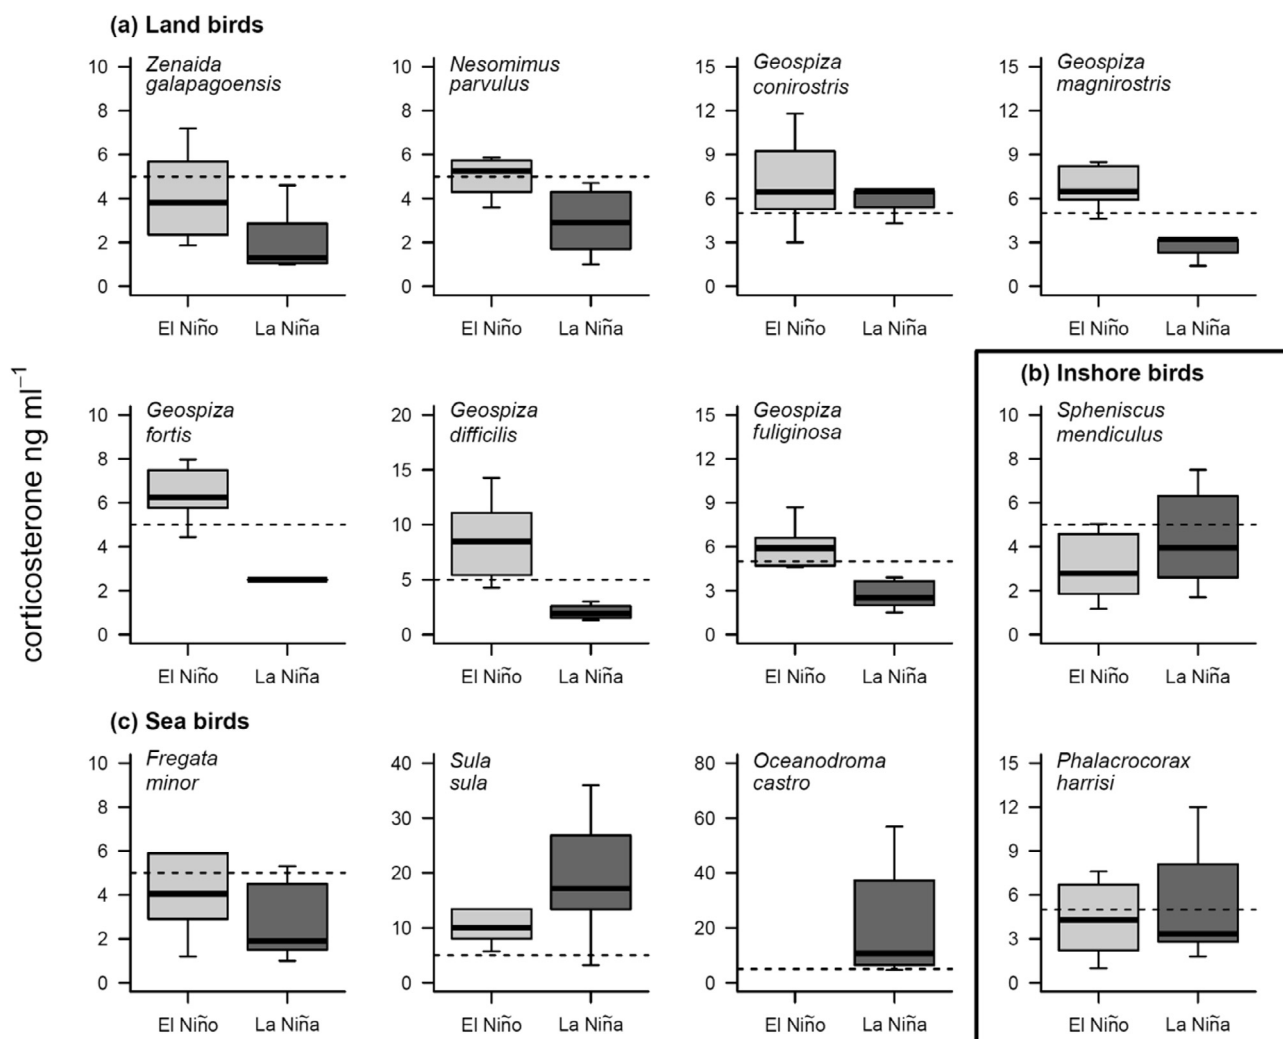 (a) Land birds
Zenaida
galapagoensis
10
8
6
4
2
0
El Niño
La Niña
Nesomimus
parvulus
10
8
6
4
2
0
El Niño
La Niña
Geospiza
conirostris
15
12
9
6
3
0
El Niño
La Niña
Geospiza
magnirostris
15
12
9
6
3
0
El Niño
La Niña
corticosterone ng ml−1
Geospiza
fortis
10
8
6
4
2
0
El Niño
La Niña
Geospiza
difficilis
20
15
10
5
0
El Niño
La Niña
Geospiza
fuliginosa
15
12
9
6
3
0
El Niño
La Niña
(b) Inshore birds
Spheniscus
mendiculus
10
8
6
4
2
0
El Niño
La Niña
(c) Sea birds
Fregata
minor
10
8
6
4
2
0
El Niño
La Niña
Sula
sula
40
30
20
10
0
El Niño
La Niña
Oceanodroma
castro
80
60
40
20
0
El Niño
La Niña
Phalacrocorax
harrisi
15
12
9
6
3
0
El Niño
La Niña